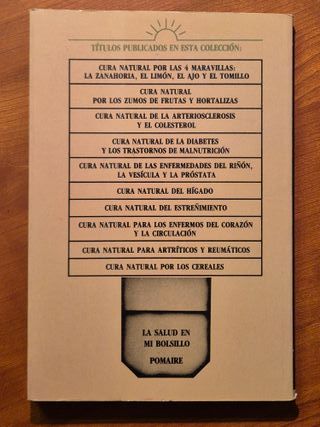 TÍTULOS PUBLICADOS EN ESTA COLECCIÓN:
CURA NATURAL POR LAS 4 MARAVILLAS:
LA ZANAHORIA, EL LIMÓN, EL AJO Y EL TOMILLO
CURA NATURAL
POR LOS ZUMOS DE FRUTAS Y HORTALIZAS
CURA NATURAL DE LA ARTERIOSCLEROSIS
Y EL COLESTEROL
CURA NATURAL DE LA DIABETES
Y LOS TRASTORNOS DE MALNUTRICIÓN
CURA NATURAL DE LAS ENFERMEDADES DEL RIÑÓN,
LA VESÍCULA Y LA PRÓSTATA
CURA NATURAL DEL HÍGADO
CURA NATURAL DEL ESTREÑIMIENTO
CURA NATURAL PARA LOS ENFERMOS DEL CORAZÓN
Y LA CIRCULACIÓN
CURA NATURAL PARA ARTRÍTICOS Y REUMÁTICOS
CURA NATURAL POR LOS CEREALES
LA SALUD EN
MI BOLSILLO
POMAIRE